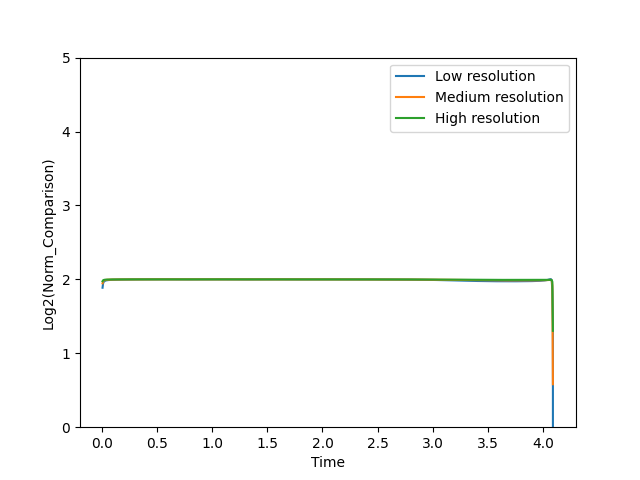 5
4
3
2
1
0
Log2(Norm_Comparison)
Low resolution
Medium resolution
High resolution
0.0 0.5 1.0 1.5 2.0 2.5 3.0 3.5 4.0
Time